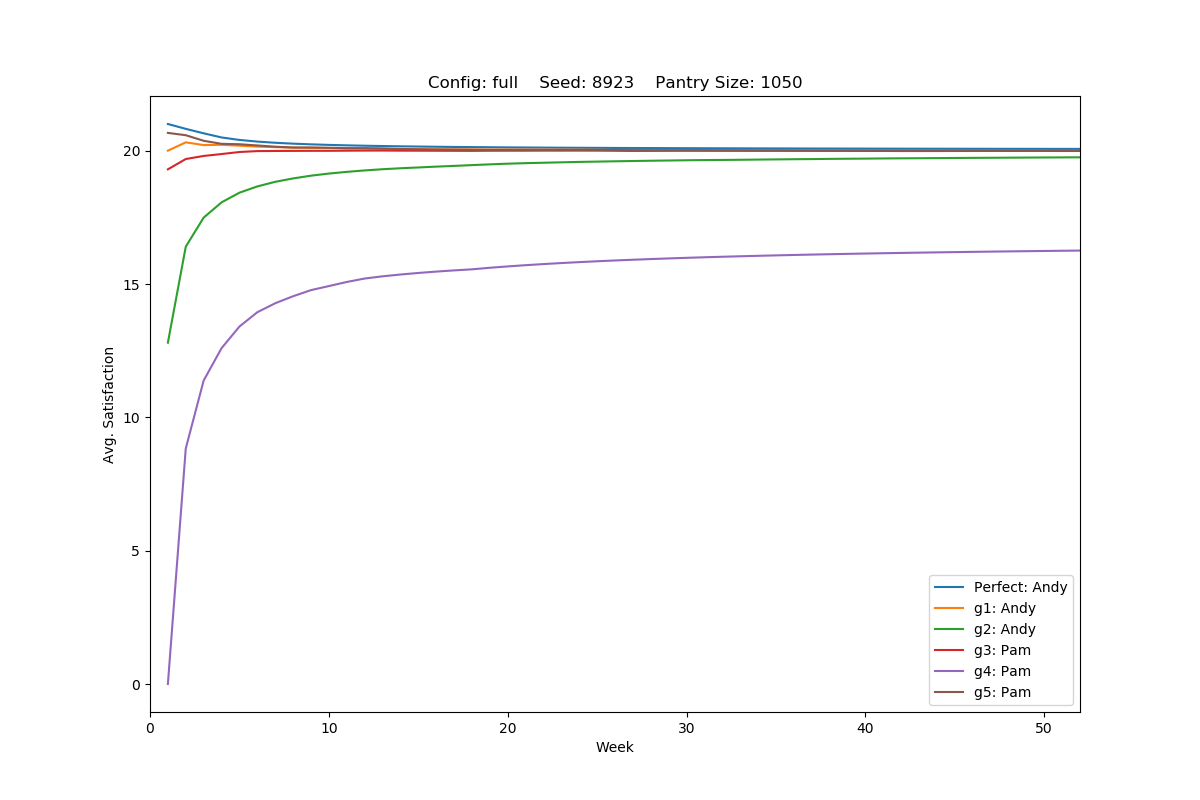 Config: full    Seed: 8923    Pantry Size: 1050
Avg. Satisfaction
20
15
10
5
0
0 10 20 30 40 50
Week
Perfect: Andy
g1: Andy
g2: Andy
g3: Pam
g4: Pam
g5: Pam